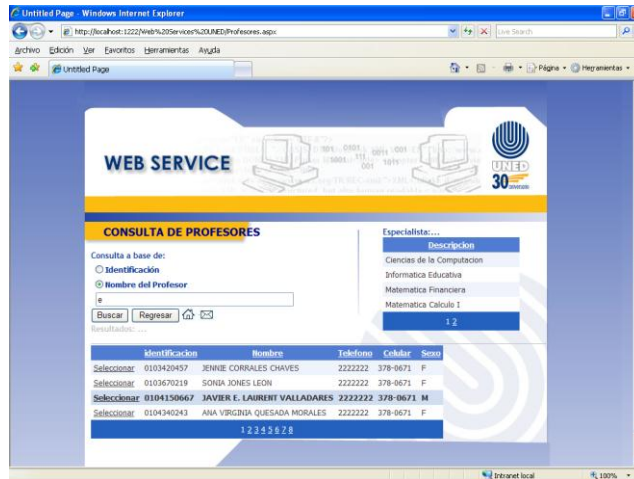 Untitled Page - Windows Internet Explorer
http://localhost:1222/Web%20Services%20UNED/Profesores.aspx
Live Search
Archivo Edición Ver Favoritos Herramientas Ayuda
Untitled Page
Página Herramientas
WEB SERVICE
UNED
30
CONSULTA DE PROFESORES
Consulta a base de:
Identificación
Nombre del Profesor
e
Buscar Regresar
Resultados: ...
Especialista:...
Descripcion
Ciencias de la Computacion
Informatica Educativa
Matematica Financiera
Matematica Calculo I
1 2
identificacion Nombre Telefono Celular Sexo
Seleccionar 0103420457 JENNIE CORRALES CHAVES 2222222 378-0671 F
Seleccionar 0103670219 SONIA JONES LEON 2222222 378-0671 F
Seleccionar 0104150667 JAVIER E. LAURENT VALLADARES 2222222 378-0671 M
Seleccionar 0104340243 ANA VIRGINIA QUESADA MORALES 2222222 378-0671 F
1 2 3 4 5 6 7 8
Intranet local 100%